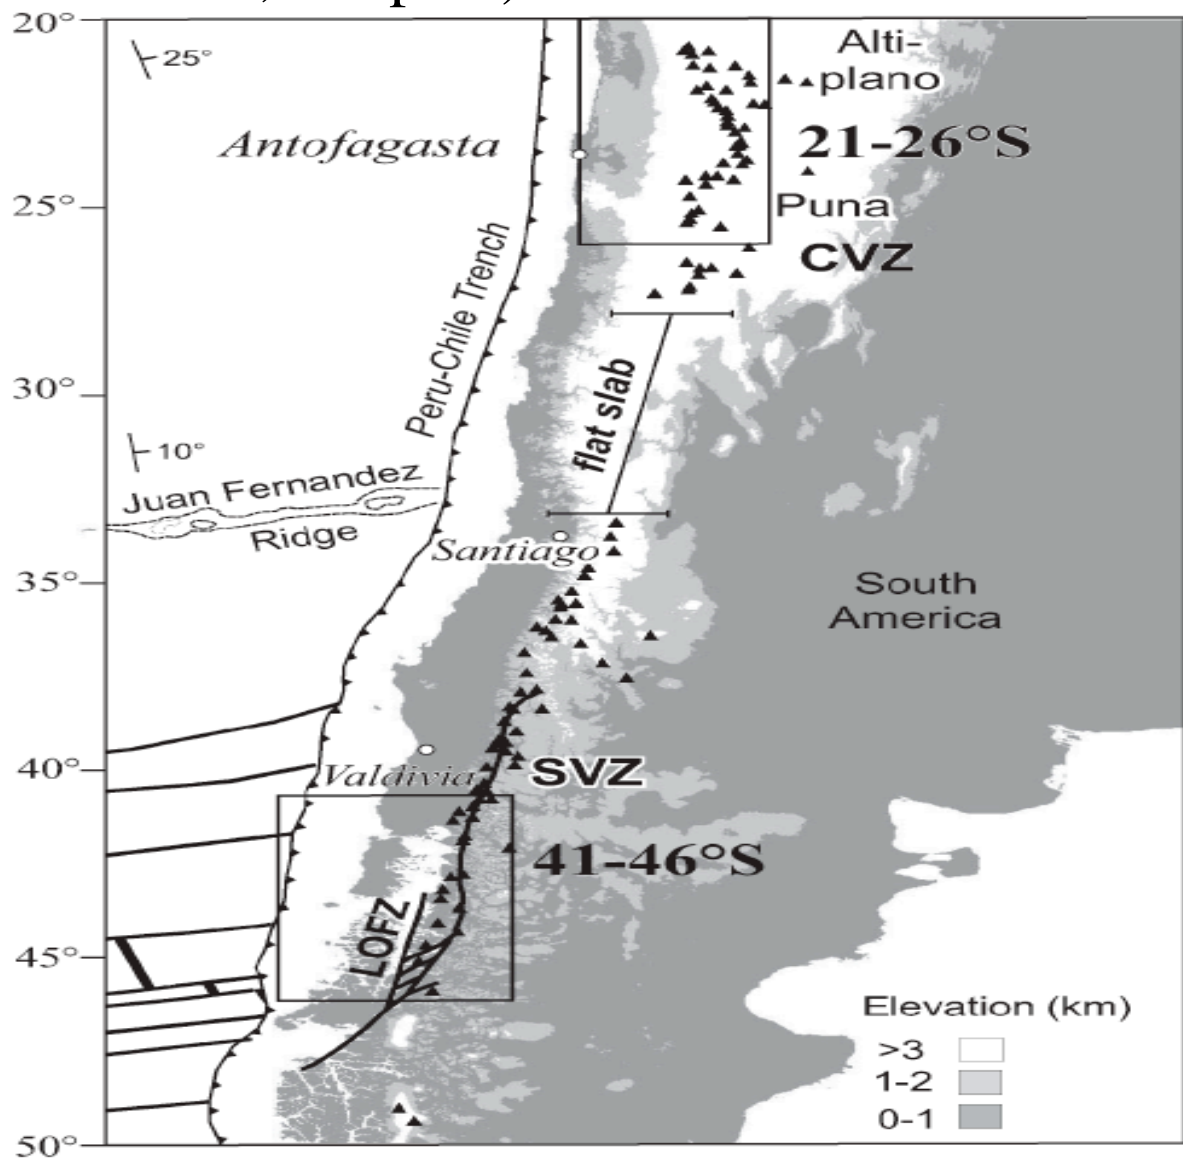 20°
25°
Alti-
plano
Antofagasta
21-26°S
25°
Puna
CVZ
Peru-Chile Trench
30°
flat slab
10°
Juan Fernandez
Ridge
Santiago
35°
South
America
40°
Valdivia
SVZ
41-46°S
LOFZ
45°
Elevation (km)
>3
1-2
0-1
50°